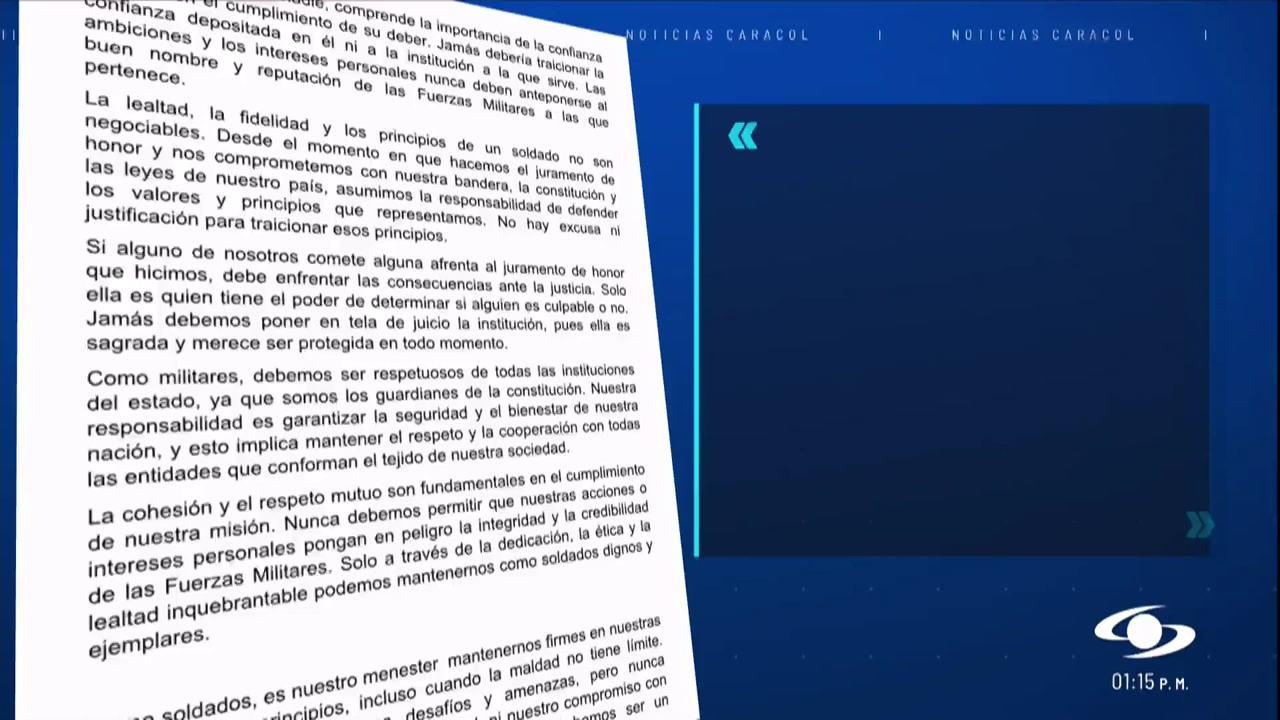 comprende la importancia de la confianza
el cumplimiento de su deber. Jamás debería traicionar la
confianza depositada en él ni a la institución a la que sirve. Las
ambiciones y los intereses personales nunca deben anteponerse al
buen nombre y reputación de las Fuerzas Militares a las que
pertenece.
La lealtad, la fidelidad y los principios de un soldado no son
negociables. Desde el momento en que hacemos el juramento de
honor y nos comprometemos con nuestra bandera, la constitución y
las leyes de nuestro país, asumimos la responsabilidad de defender
los valores y principios que representamos. No hay excusa ni
justificación para traicionar esos principios.
Si alguno de nosotros comete alguna afrenta al juramento de honor
que hicimos, debe enfrentar las consecuencias ante la justicia. Solo
ella es quien tiene el poder de determinar si alguien es culpable o no.
Jamás debemos poner en tela de juicio la institución, pues ella es
sagrada y merece ser protegida en todo momento.
Como militares, debemos ser respetuosos de todas las instituciones
del estado, ya que somos los guardianes de la constitución. Nuestra
responsabilidad es garantizar la seguridad y el bienestar de nuestra
nación, y esto implica mantener el respeto y la cooperación con todas
las entidades que conforman el tejido de nuestra sociedad.
La cohesión y el respeto mutuo son fundamentales en el cumplimiento
de nuestra misión. Nunca debemos permitir que nuestras acciones o
intereses personales pongan en peligro la integridad y la credibilidad
de las Fuerzas Militares. Solo a través de la dedicación, la ética y la
lealtad inquebrantable podemos mantenernos como soldados dignos y
ejemplares.
soldados, es nuestro menester mantenernos firmes en nuestras
incluso cuando la maldad no tiene límite.
desafíos y amenazas, pero nunca
ni nuestro compromiso con
ser un
NOTICIAS CARACOL
NOTICIAS CARACOL
01:15 P. M.